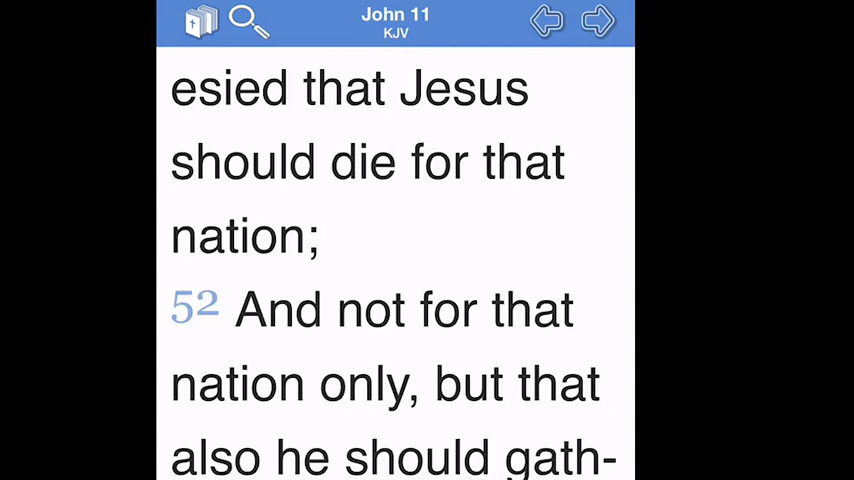 John 11
KJV
esied that Jesus
should die for that
nation;
52 And not for that
nation only, but that
also he should gath-